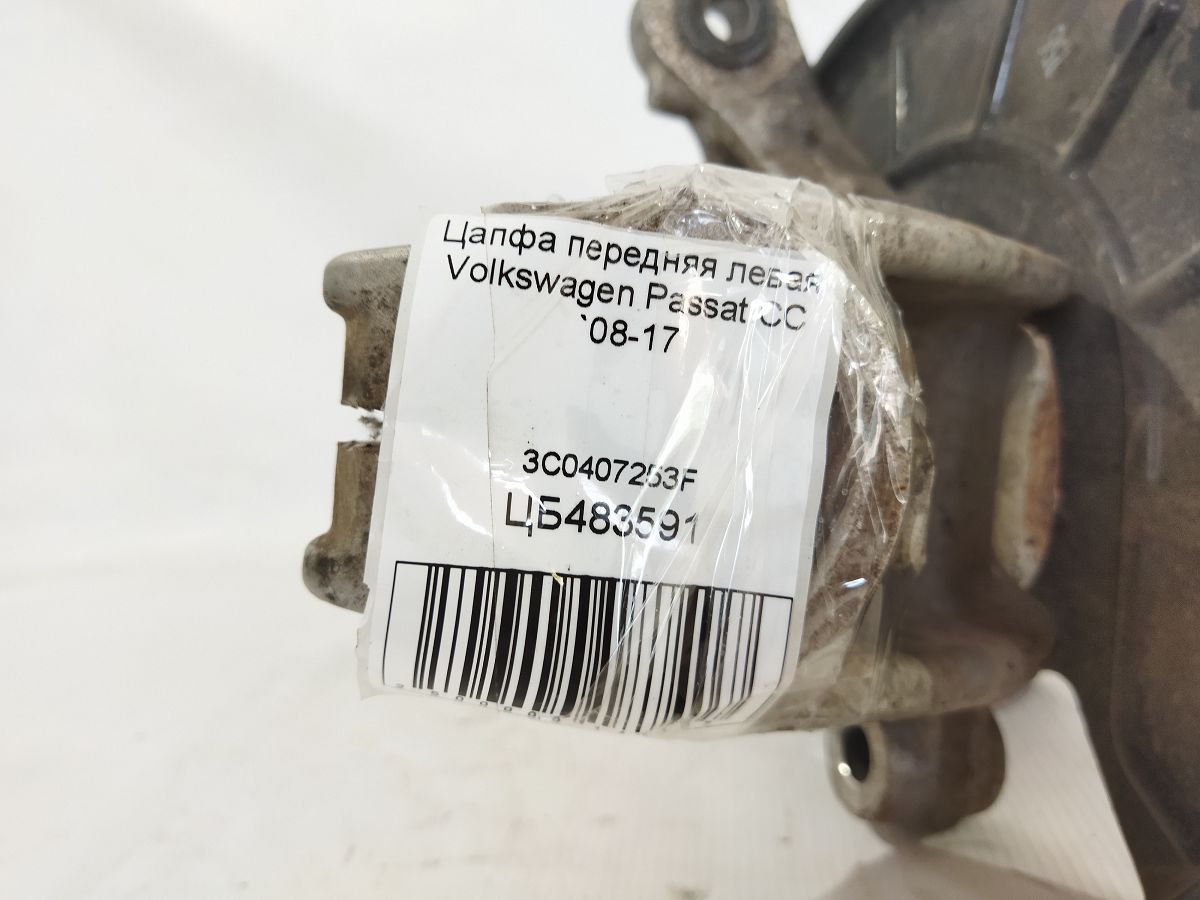 Цапфа передняя левая
Volkswagen Passat CC
`08-17
3C0407253F
ЦБ483591